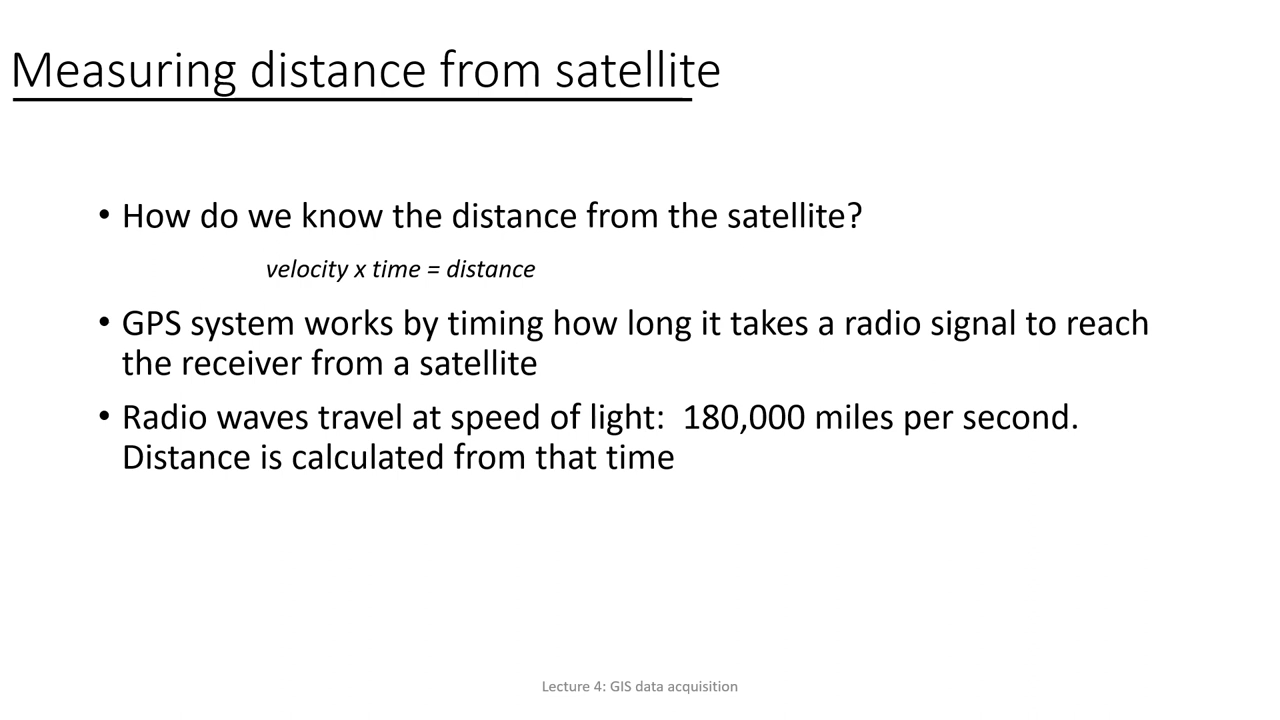 Measuring distance from satellite
• How do we know the distance from the satellite?
velocity x time = distance
• GPS system works by timing how long it takes a radio signal to reach
the receiver from a satellite
• Radio waves travel at speed of light:  180,000 miles per second.
Distance is calculated from that time
Lecture 4: GIS data acquisition